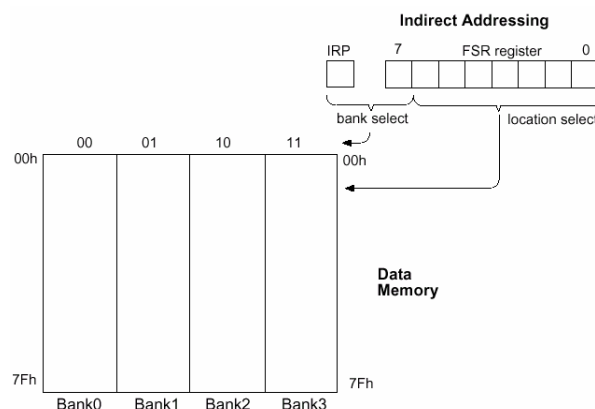 Indirect Addressing
IRP 7 FSR register 0
bank select location select
00 01 10 11
00h 00h
Data
Memory
7Fh 7Fh
Bank0 Bank1 Bank2 Bank3